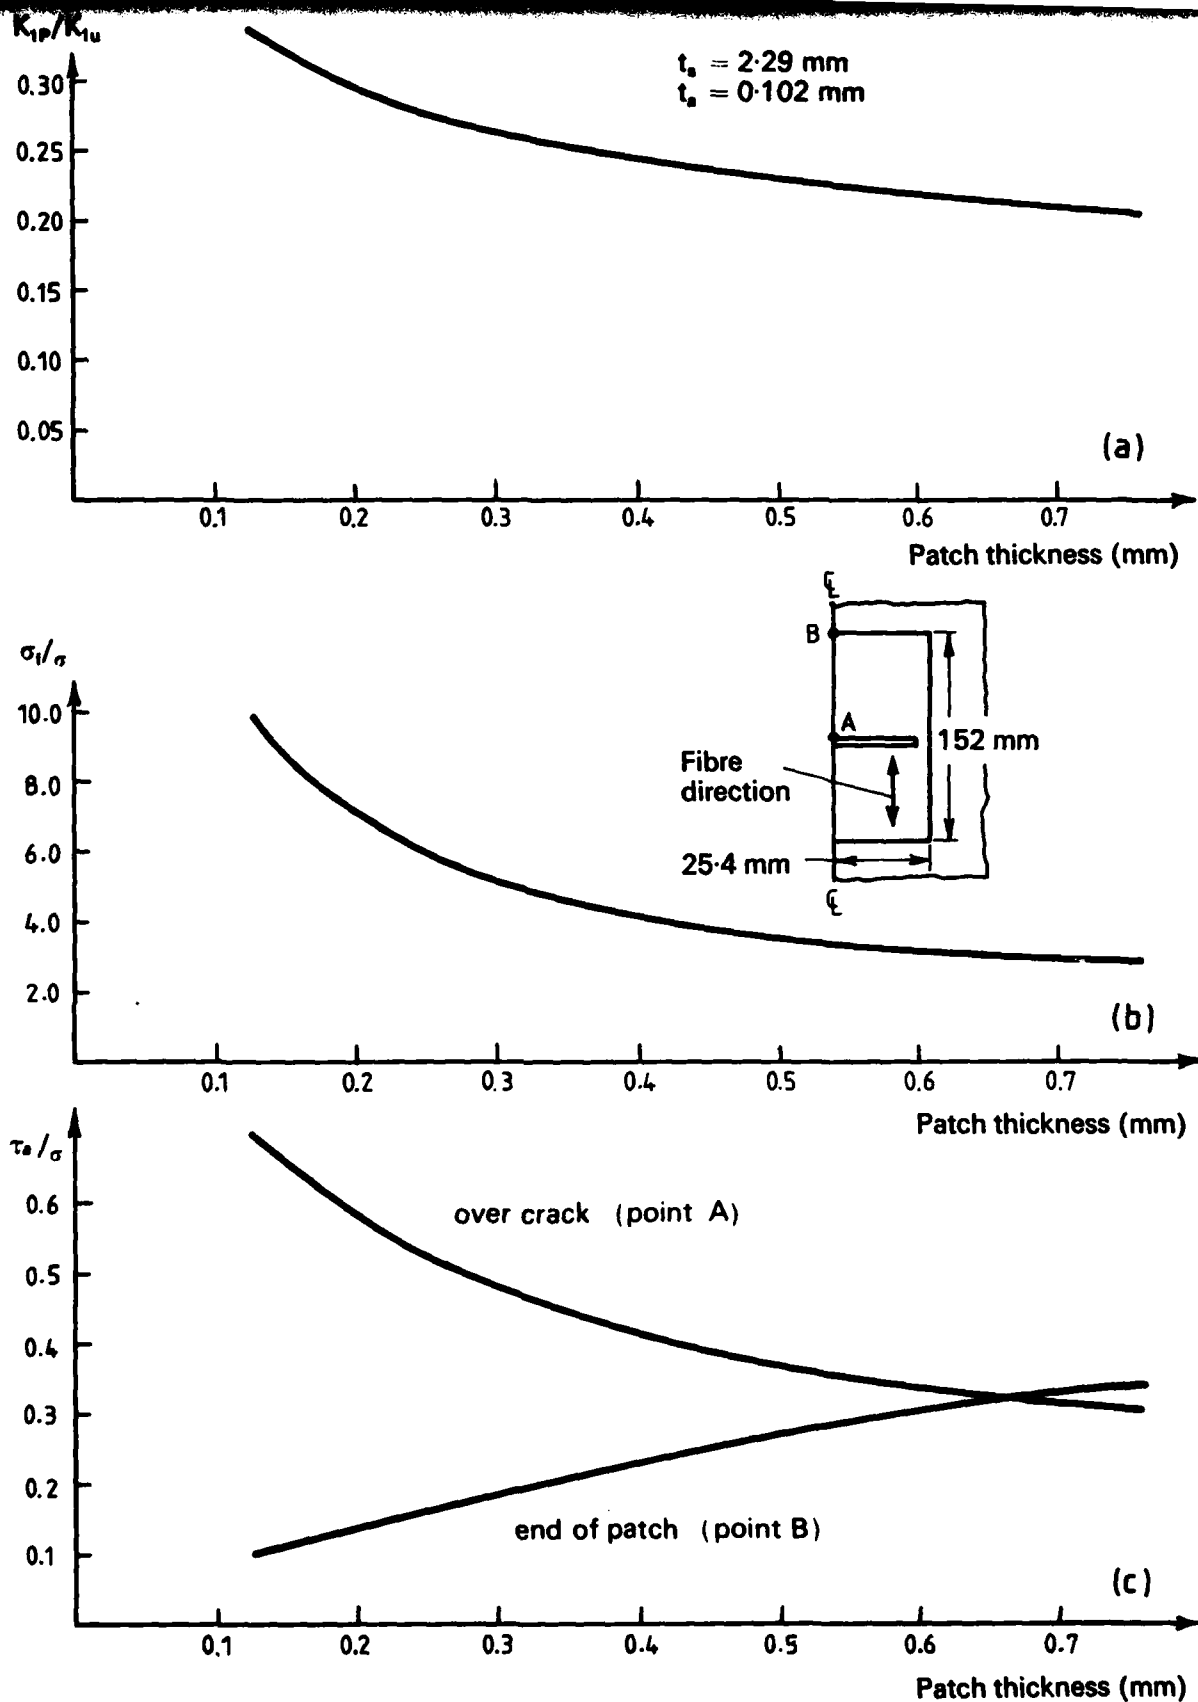 K₁P/K₁u
tₛ = 2·29 mm
tₐ = 0·102 mm
0.30
0.25
0.20
0.15
0.10
0.05
(a)
0.1 0.2 0.3 0.4 0.5 0.6 0.7
Patch thickness (mm)
σf/σ
10.0
8.0
6.0
4.0
2.0
℄
B
A
152 mm
Fibre
direction
25·4 mm
℄
(b)
0.1 0.2 0.3 0.4 0.5 0.6 0.7
Patch thickness (mm)
τₐ/σ
0.6
0.5
0.4
0.3
0.2
0.1
over crack (point A)
end of patch (point B)
(c)
0.1 0.2 0.3 0.4 0.5 0.6 0.7
Patch thickness (mm)